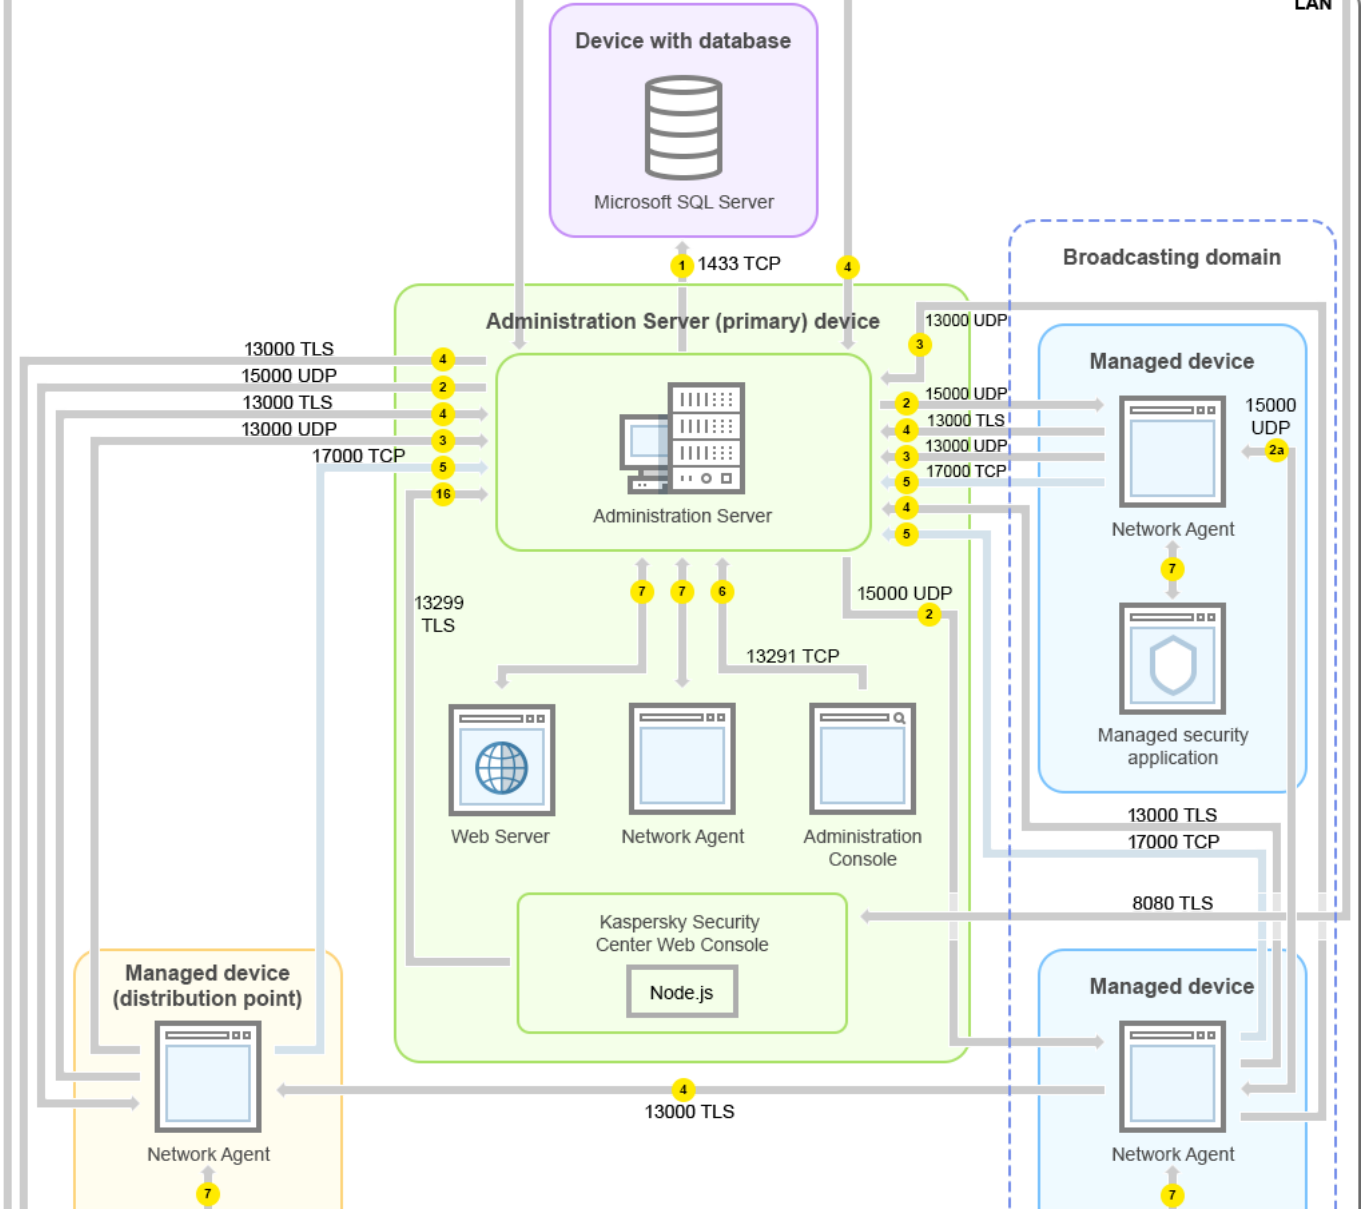 LAN
Device with database
Microsoft SQL Server
1
1433 TCP
4
Broadcasting domain
Administration Server (primary) device
13000 UDP
3
13000 TLS
4
15000 UDP
2
13000 TLS
4
13000 UDP
3
17000 TCP
5
16
Administration Server
2
15000 UDP
4
13000 TLS
3
13000 UDP
5
17000 TCP
4
5
Managed device
15000
UDP
2a
Network Agent
7
Managed security
application
13299
TLS
7
7
6
15000 UDP
2
13291 TCP
Web Server
Network Agent
Administration
Console
13000 TLS
17000 TCP
8080 TLS
Kaspersky Security
Center Web Console
Node.js
Managed device
(distribution point)
Network Agent
7
4
13000 TLS
Managed device
Network Agent
7